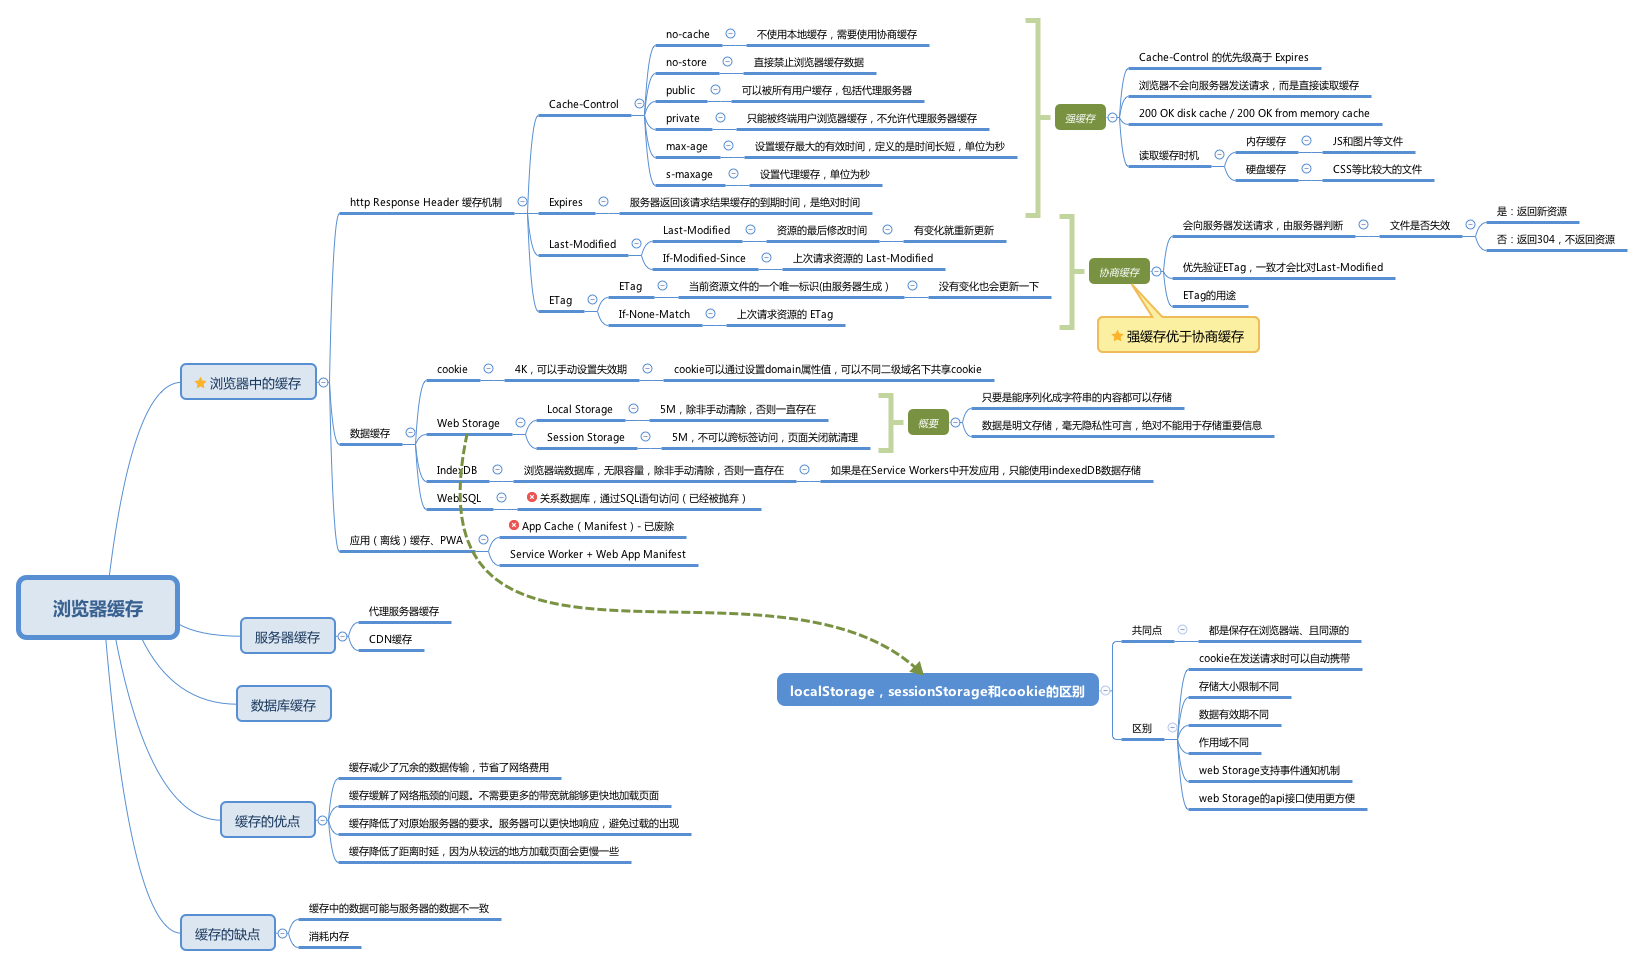 浏览器缓存
浏览器中的缓存
http Response Header 缓存机制
Cache-Control
no-cache
不使用本地缓存，需要使用协商缓存
no-store
直接禁止浏览器缓存数据
public
可以被所有用户缓存，包括代理服务器
private
只能被终端用户浏览器缓存，不允许代理服务器缓存
max-age
设置缓存最大的有效时间，定义的是时间长短，单位为秒
s-maxage
设置代理缓存，单位为秒
Expires
服务器返回该请求结果缓存的到期时间，是绝对时间
强缓存
Cache-Control 的优先级高于 Expires
浏览器不会向服务器发送请求，而是直接读取缓存
200 OK disk cache / 200 OK from memory cache
读取缓存时机
内存缓存
JS和图片等文件
硬盘缓存
CSS等比较大的文件
Last-Modified
Last-Modified
资源的最后修改时间
有变化就重新更新
If-Modified-Since
上次请求资源的 Last-Modified
ETag
ETag
当前资源文件的一个唯一标识(由服务器生成）
没有变化也会更新一下
If-None-Match
上次请求资源的 ETag
协商缓存
会向服务器发送请求，由服务器判断
文件是否失效
是：返回新资源
否：返回304，不返回资源
优先验证ETag，一致才会比对Last-Modified
ETag的用途
强缓存优于协商缓存
数据缓存
cookie
4K，可以手动设置失效期
cookie可以通过设置domain属性值，可以不同二级域名下共享cookie
Web Storage
Local Storage
5M，除非手动清除，否则一直存在
Session Storage
5M，不可以跨标签访问，页面关闭就清理
概要
只要是能序列化成字符串的内容都可以存储
数据是明文存储，毫无隐私性可言，绝对不能用于存储重要信息
IndexDB
浏览器端数据库，无限容量，除非手动清除，否则一直存在
如果是在Service Workers中开发应用，只能使用indexedDB数据存储
WebSQL
关系数据库，通过SQL语句访问（已经被抛弃）
应用（离线）缓存、PWA
App Cache（Manifest）- 已废除
Service Worker + Web App Manifest
服务器缓存
代理服务器缓存
CDN缓存
数据库缓存
localStorage，sessionStorage和cookie的区别
共同点
都是保存在浏览器端、且同源的
区别
cookie在发送请求时可以自动携带
存储大小限制不同
数据有效期不同
作用域不同
web Storage支持事件通知机制
web Storage的api接口使用更方便
缓存的优点
缓存减少了冗余的数据传输，节省了网络费用
缓存缓解了网络瓶颈的问题。不需要更多的带宽就能够更快地加载页面
缓存降低了对原始服务器的要求。服务器可以更快地响应，避免过载的出现
缓存降低了距离时延，因为从较远的地方加载页面会更慢一些
缓存的缺点
缓存中的数据可能与服务器的数据不一致
消耗内存